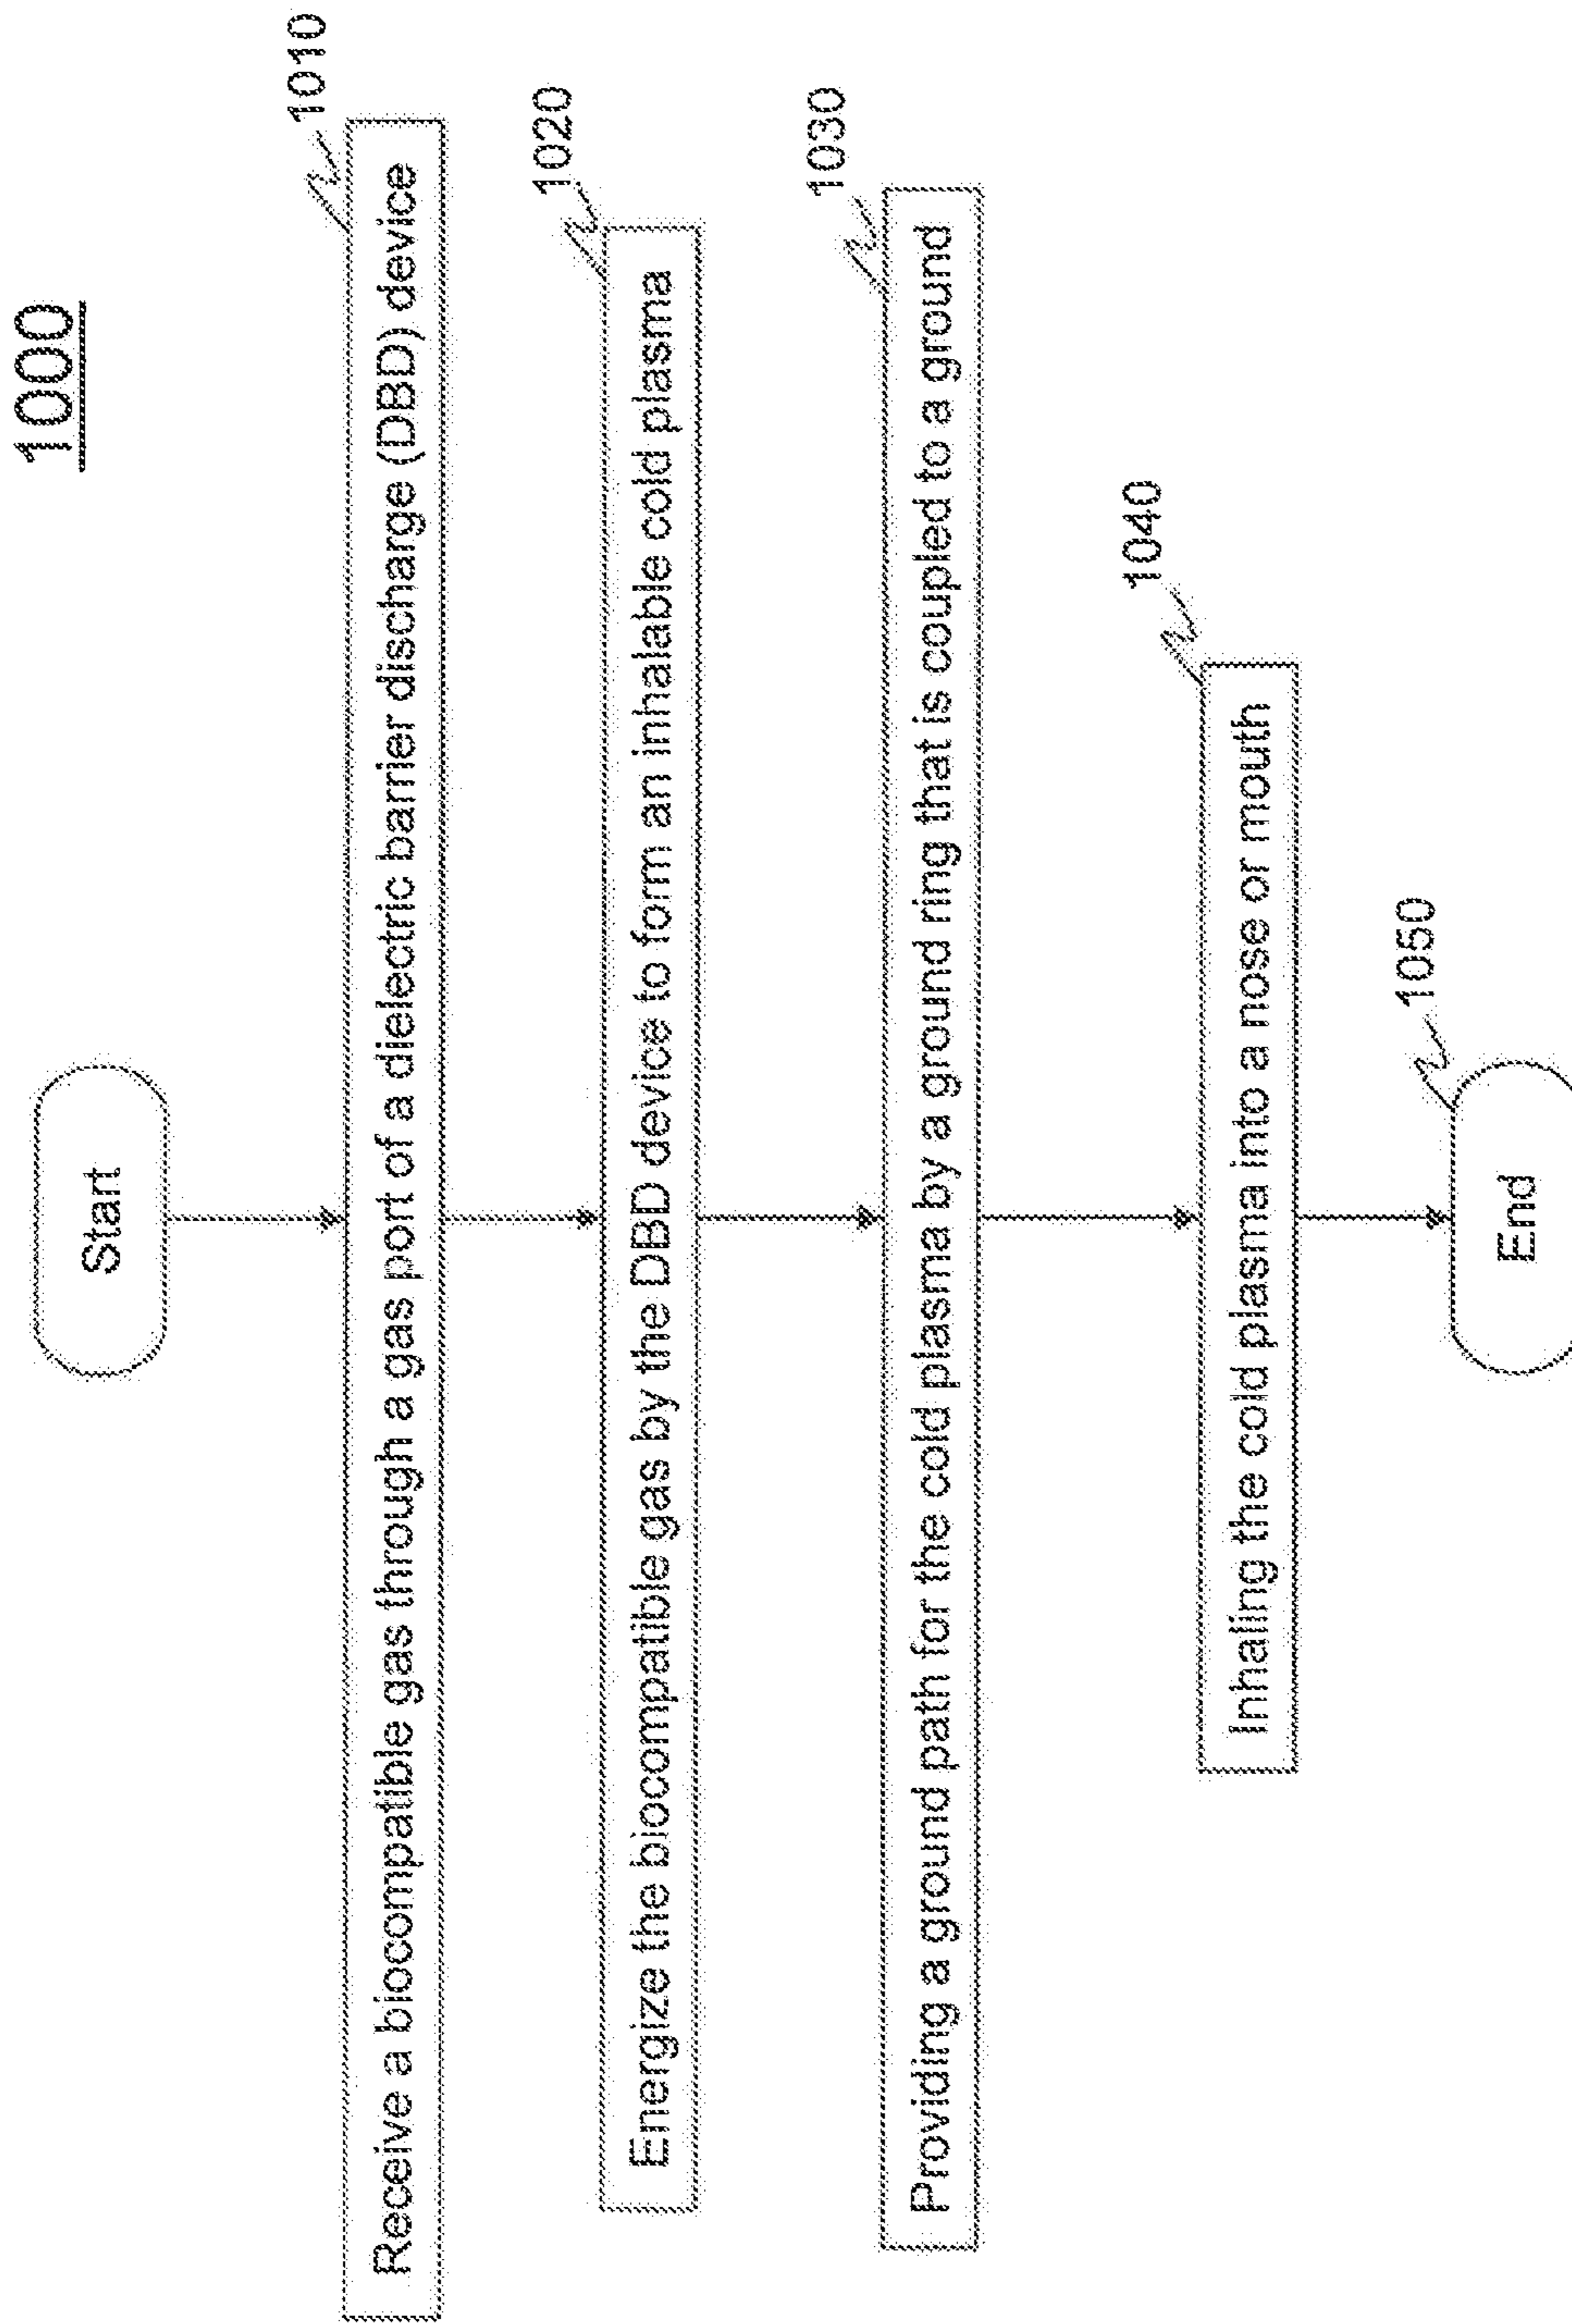 1000
Start
1010
Receive a biocompatible gas through a gas port of a dielectric barrier discharge (DBD) device
1020
Energize the biocompatible gas by the DBD device to form an inhalable cold plasma
1030
Providing a ground path for the cold plasma by a ground ring that is coupled to a ground
1040
Inhaling the cold plasma into a nose or mouth
1050
End